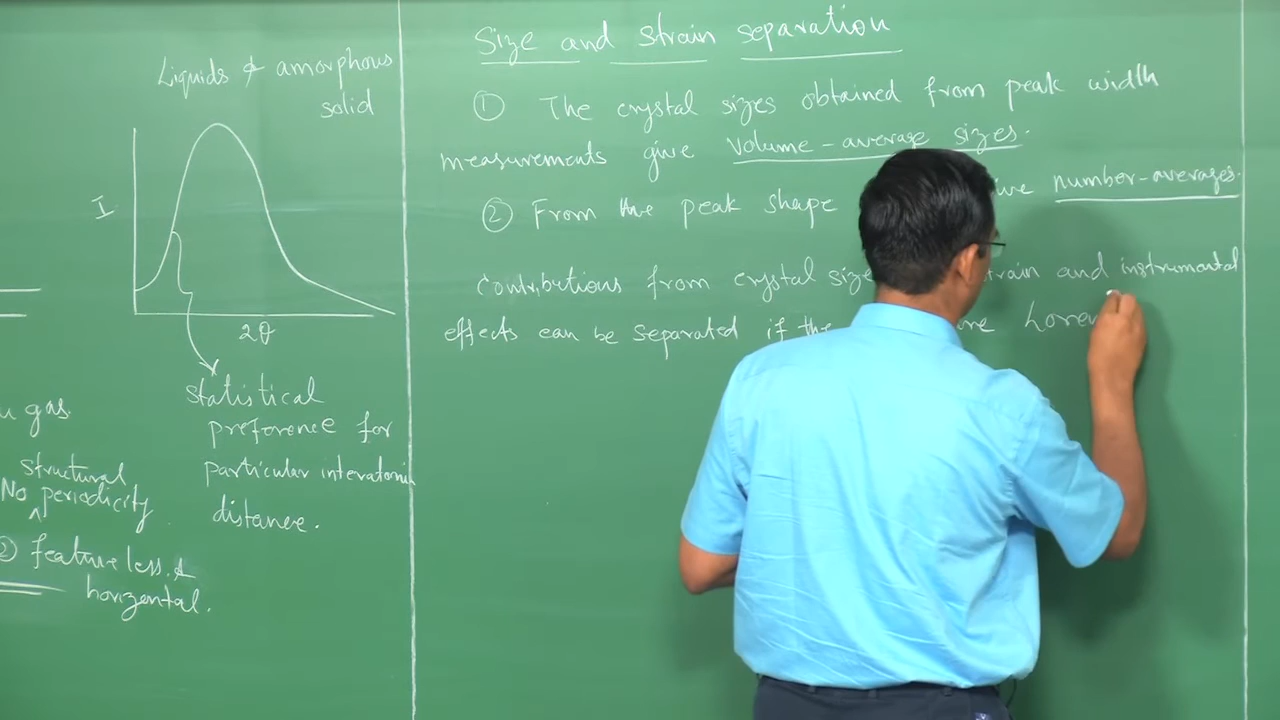 Liquids & amorphous
solid
I
2θ
Statistical
preference for
particular interatomic
distance.
gas.
Structural
No periodicity
② featureless &
horizontal.
Size and strain separation
① The crystal sizes obtained from peak width
measurements give volume-average sizes.
② From the peak shape number-averages.
Contributions from crystal size and instrumental
effects can be separated if the